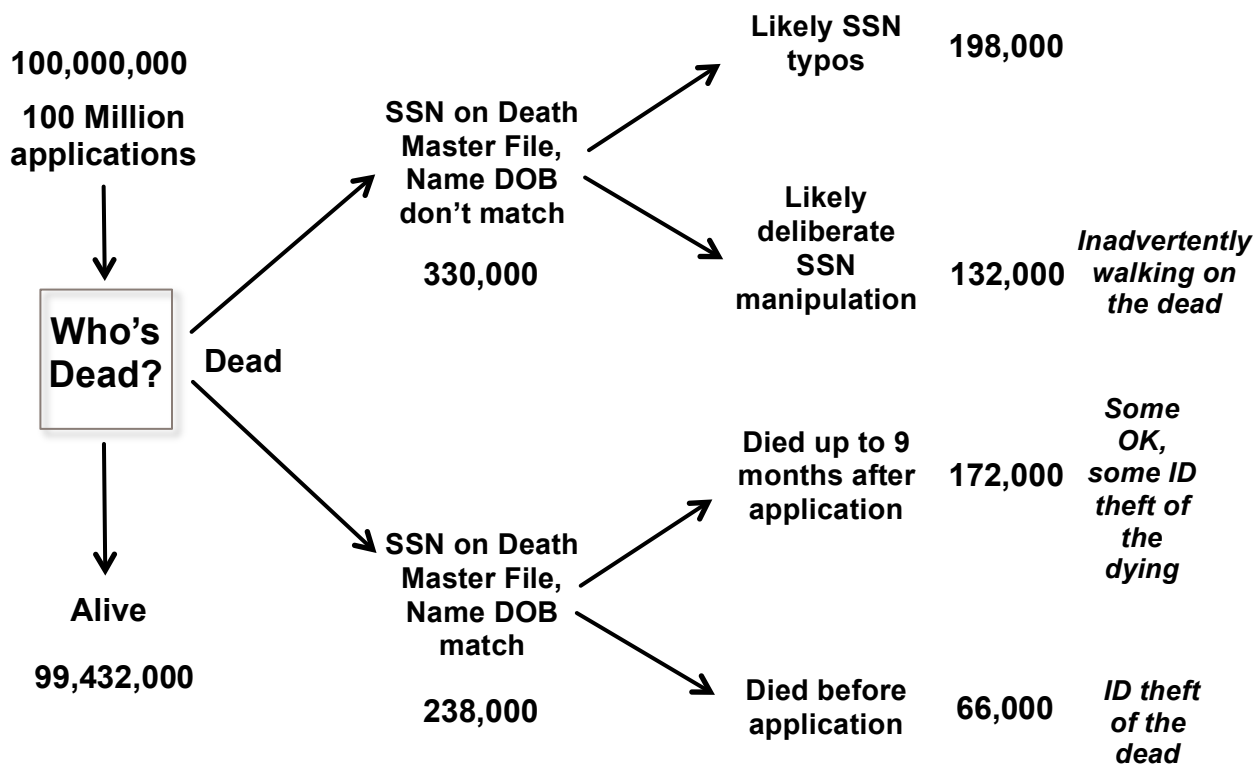 100,000,000
100 Million
applications
Who's
Dead?
Alive
99,432,000
Dead
SSN on Death
Master File,
Name DOB
don't match
330,000
Likely SSN
typos
198,000
Likely
deliberate
SSN
manipulation
132,000
Inadvertently
walking on
the dead
SSN on Death
Master File,
Name DOB
match
238,000
Died up to 9
months after
application
172,000
Some
OK,
some ID
theft of
the
dying
Died before
application
66,000
ID theft
of the
dead